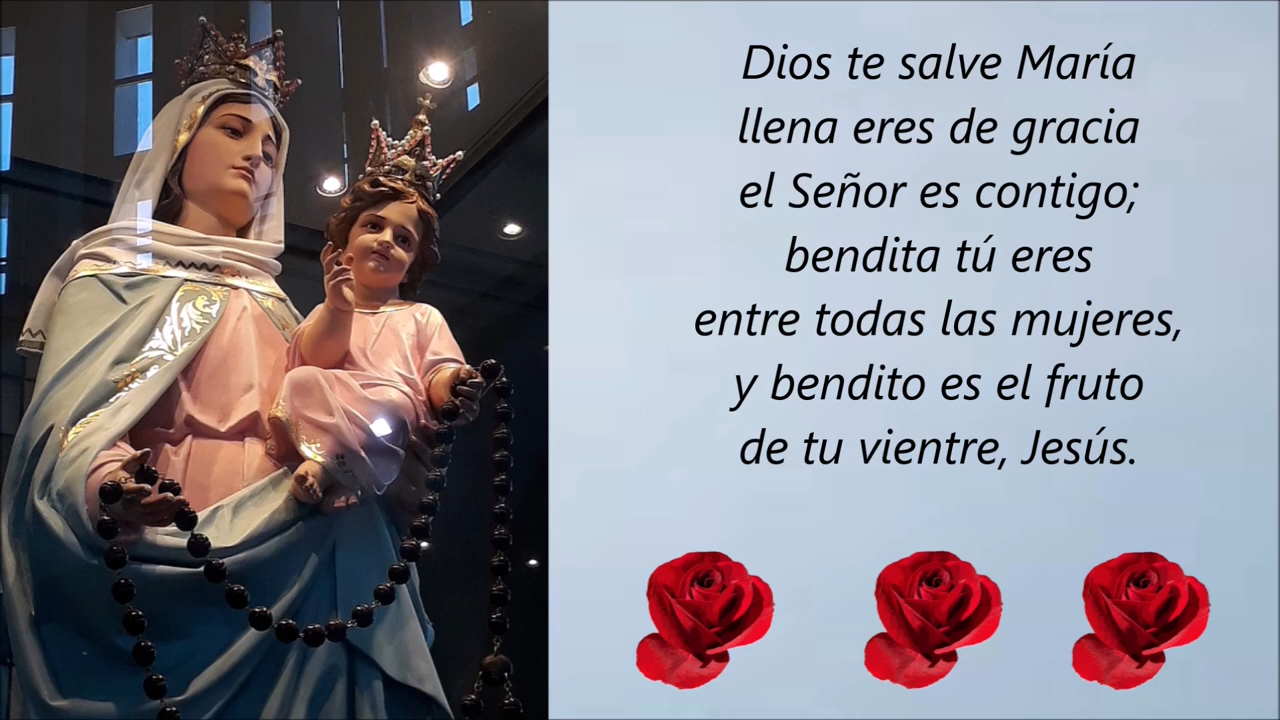 Dios te salve María
llena eres de gracia
el Señor es contigo;
bendita tú eres
entre todas las mujeres,
y bendito es el fruto
de tu vientre, Jesús.